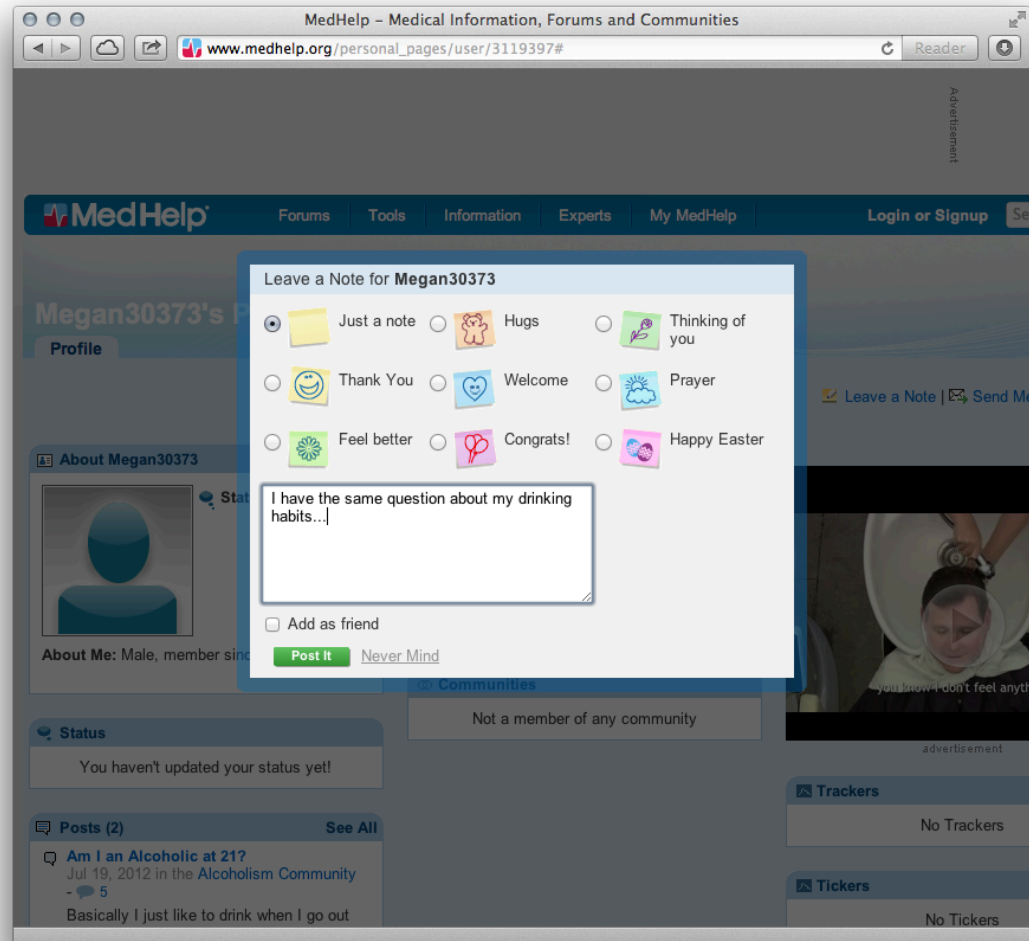 MedHelp – Medical Information, Forums and Communities
www.medhelp.org/personal_pages/user/3119397#
Reader
Advertisement
MedHelp
Forums
Tools
Information
Experts
My MedHelp
Login or Signup
Megan30373's
Profile
Leave a Note | Send
Leave a Note for Megan30373
Just a note
Hugs
Thinking of
you
Thank You
Welcome
Prayer
Feel better
Congrats!
Happy Easter
I have the same question about my drinking
habits...
Add as friend
Post It Never Mind
About Megan30373
About Me: Male, member
Communities
Not a member of any community
you know I don't feel
advertisement
Status
You haven't updated your status yet!
Posts (2) See All
Am I an Alcoholic at 21?
Jul 19, 2012 in the Alcoholism Community
- 5
Basically I just like to drink when I go out
Trackers
No Trackers
Tickers
No Tickers